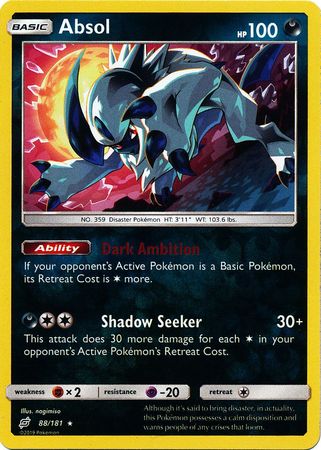 BASIC Absol HP 100
NO. 359 Disaster Pokémon HT: 3'11" WT: 103.6 lbs.
Ability Dark Ambition
If your opponent's Active Pokémon is a Basic Pokémon,
its Retreat Cost is more.
Shadow Seeker 30+
This attack does 30 more damage for each in
your opponent's Active Pokémon's Retreat Cost.
weakness ×2 resistance -20 retreat
Illus. nagimiso
88/181 ★
©2019 Pokémon
Although it's said to bring disaster, in actuality,
this Pokémon possesses a calm disposition and
warns people of any crises that loom.